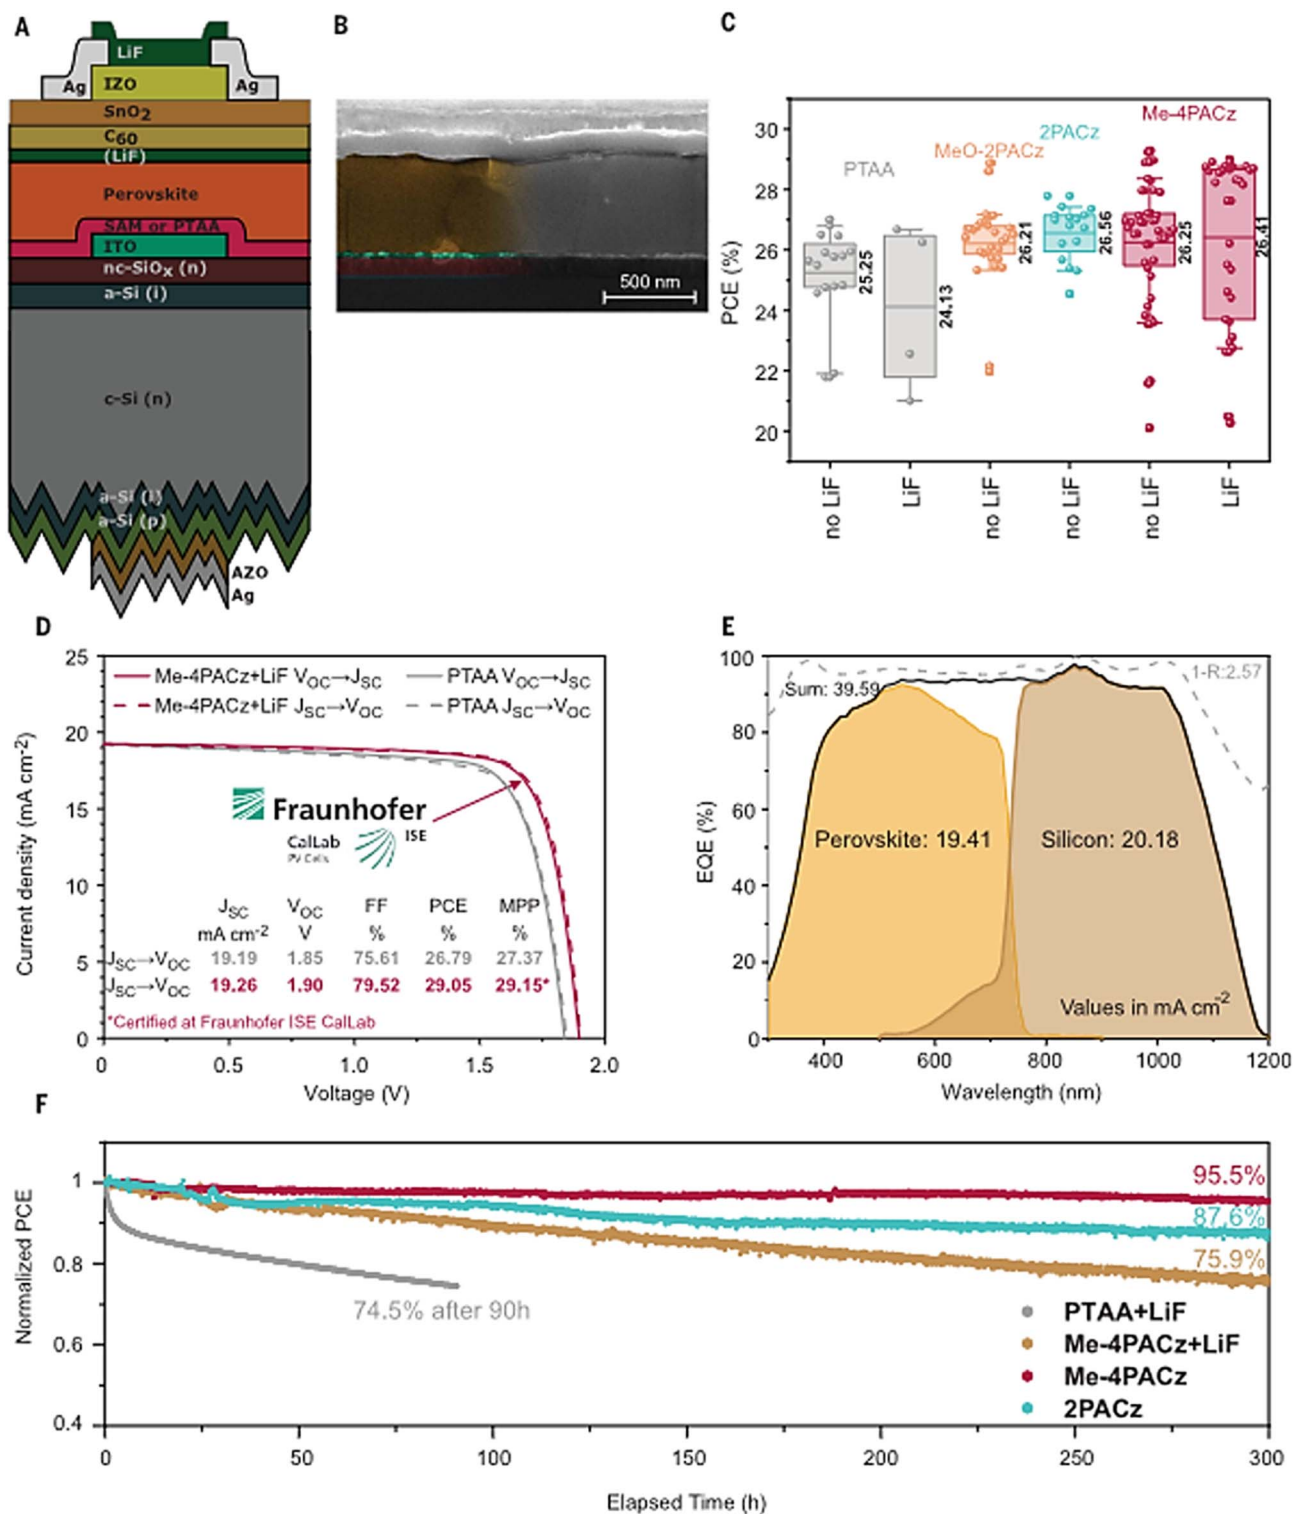 A
LiF
Ag
IZO
Ag
SnO2
C60
(LiF)
Perovskite
SAM or PTAA
ITO
nc-SiOx (n)
a-Si (i)
c-Si (n)
a-Si (i)
a-Si (p)
AZO
Ag
B
500 nm
C
PCE (%)
30
28
26
24
22
20
PTAA
MeO-2PACz
2PACz
Me-4PACz
25.25
24.13
26.21
26.56
26.25
26.41
no LiF
LiF
no LiF
no LiF
no LiF
LiF
D
Current density (mA cm-2)
25
20
15
10
5
0
Me-4PACz+LiF VOC→JSC
PTAA VOC→JSC
Me-4PACz+LiF JSC→VOC
PTAA JSC→VOC
Fraunhofer
ISE
CalLab
PV Cells
JSC VOC FF PCE MPP
mA cm-2 V % % %
JSC→VOC 19.19 1.85 75.61 26.79 27.37
JSC→VOC 19.26 1.90 79.52 29.05 29.15*
*Certified at Fraunhofer ISE CalLab
0 0.5 1.0 1.5 2.0
Voltage (V)
E
EQE (%)
100
80
60
40
20
0
Sum: 39.59
1-R:2.57
Perovskite: 19.41
Silicon: 20.18
Values in mA cm-2
400 600 800 1000 1200
Wavelength (nm)
F
Normalized PCE
1
0.8
0.6
0.4
95.5%
87.6%
75.9%
74.5% after 90h
PTAA+LiF
Me-4PACz+LiF
Me-4PACz
2PACz
0 50 100 150 200 250 300
Elapsed Time (h)